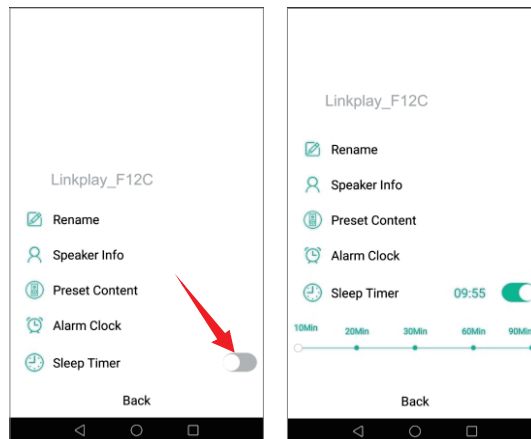 Linkplay_F12C
Rename
Speaker Info
Preset Content
Alarm Clock
Sleep Timer
Back
Linkplay_F12C
Rename
Speaker Info
Preset Content
Alarm Clock
Sleep Timer 09:55
10Min 20Min 30Min 60Min 90Min
Back